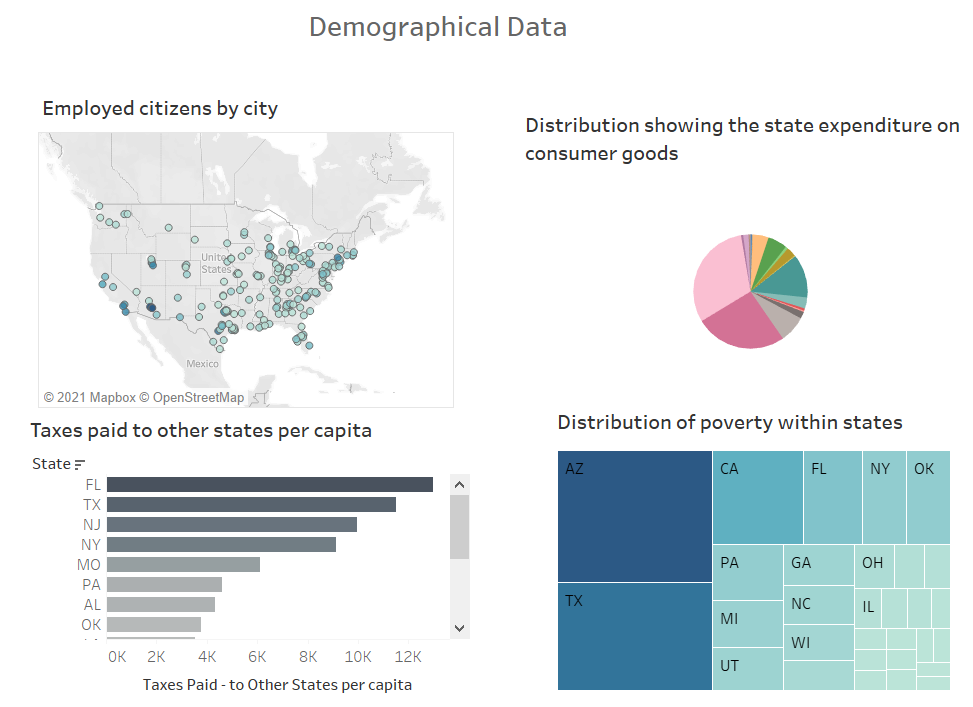 Demographical Data
Employed citizens by city
United
States
Mexico
© 2021 Mapbox © OpenStreetMap
Distribution showing the state expenditure on
consumer goods
Taxes paid to other states per capita
State
FL
TX
NJ
NY
MO
PA
AL
OK
0K 2K 4K 6K 8K 10K 12K
Taxes Paid - to Other States per capita
Distribution of poverty within states
AZ CA FL NY OK
PA GA OH
TX NC IL
MI
WI
UT